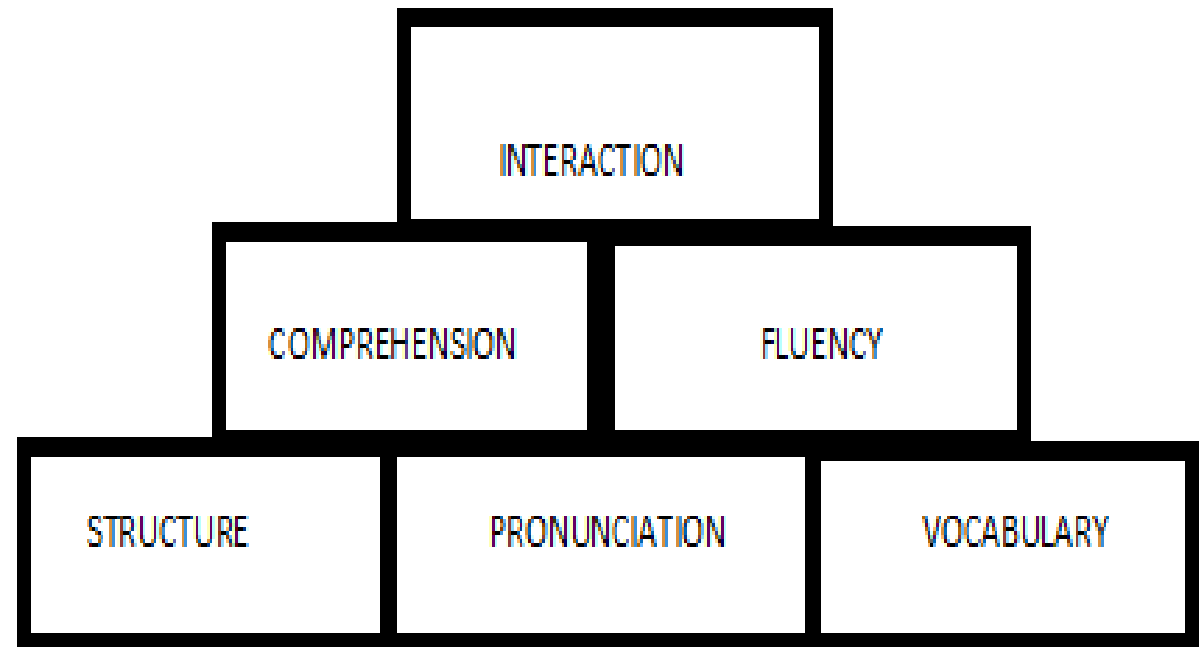 INTERACTION
COMPREHENSION FLUENCY
STRUCTURE PRONUNCIATION VOCABULARY